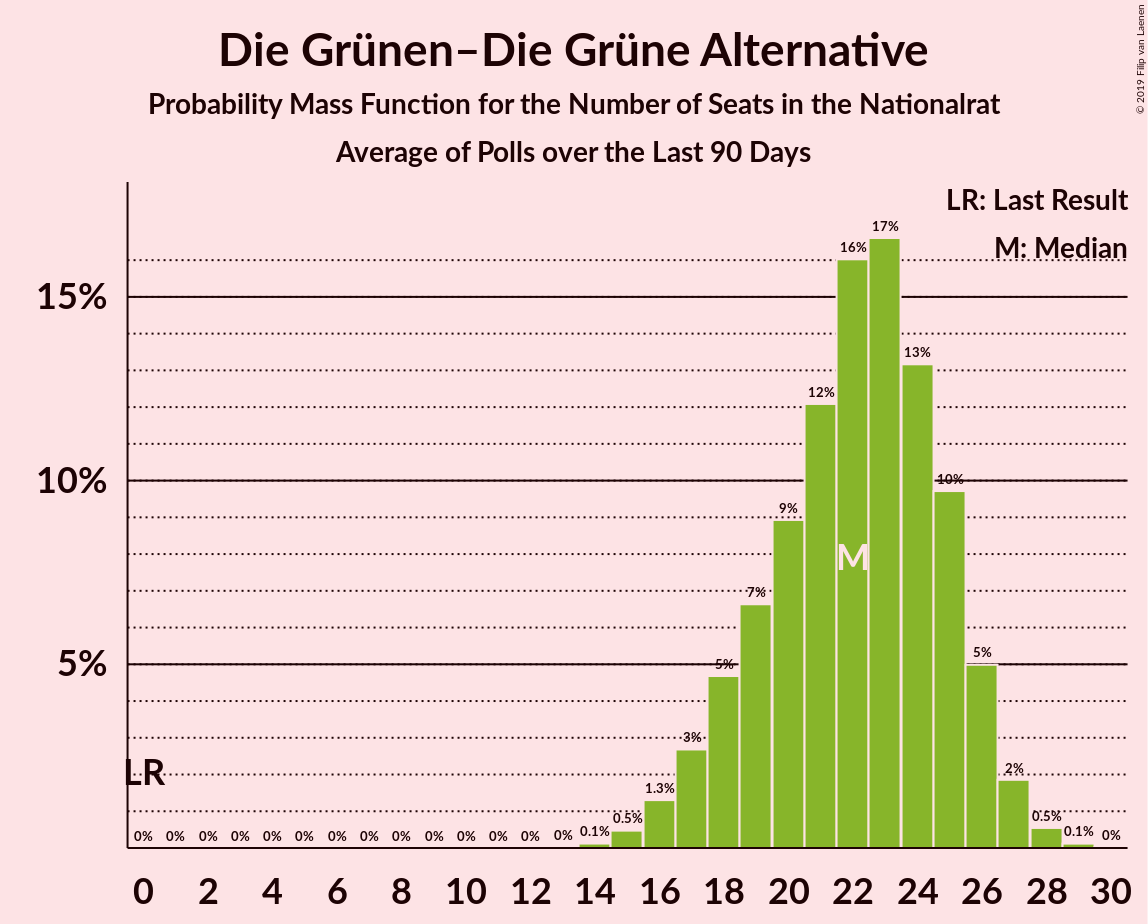 Die Grünen–Die Grüne Alternative
Probability Mass Function for the Number of Seats in the Nationalrat
Average of Polls over the Last 90 Days
© 2019 Filip van Laenen
LR: Last Result
M: Median
17%
16%
15%
13%
12%
10%
10%
9%
M
7%
5%
5%
5%
3%
LR
2%
1.3%
0.5%
0.5%
0% 0% 0% 0% 0% 0% 0% 0% 0% 0% 0% 0% 0% 0% 0.1% 0.1% 0%
0 2 4 6 8 10 12 14 16 18 20 22 24 26 28 30